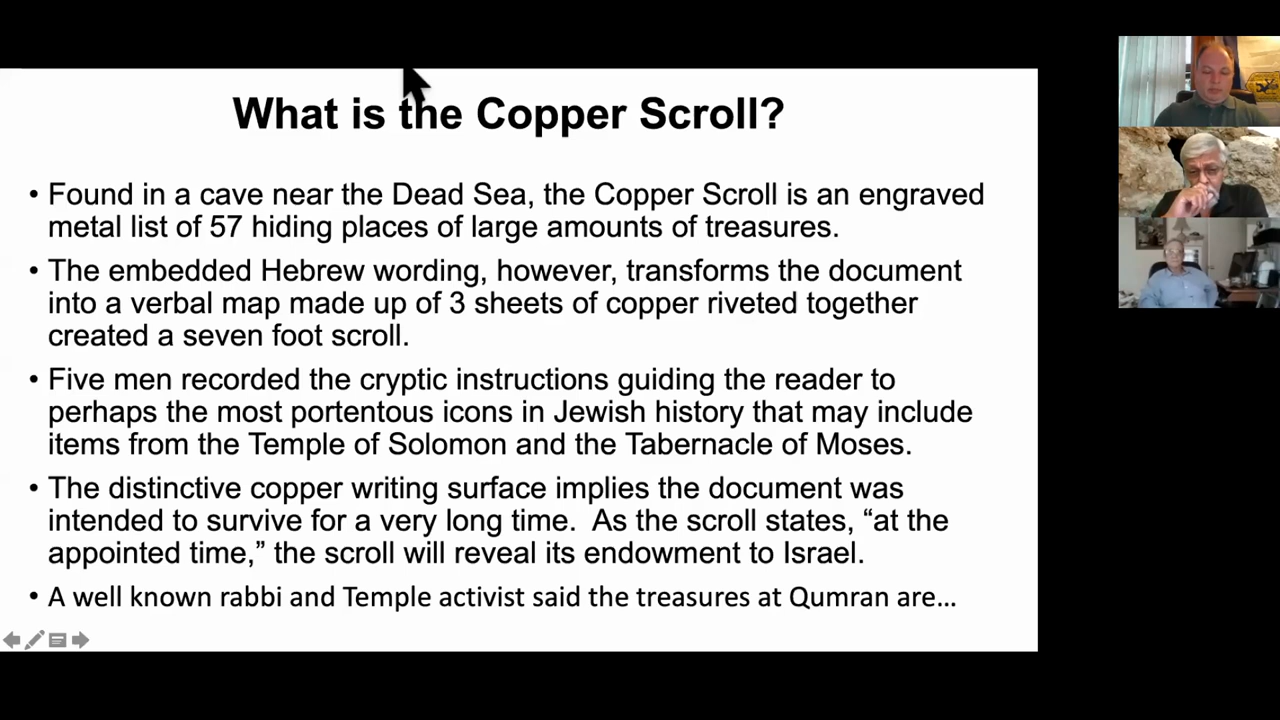 What is the Copper Scroll?
• Found in a cave near the Dead Sea, the Copper Scroll is an engraved
metal list of 57 hiding places of large amounts of treasures.
• The embedded Hebrew wording, however, transforms the document
into a verbal map made up of 3 sheets of copper riveted together
created a seven foot scroll.
• Five men recorded the cryptic instructions guiding the reader to
perhaps the most portentous icons in Jewish history that may include
items from the Temple of Solomon and the Tabernacle of Moses.
• The distinctive copper writing surface implies the document was
intended to survive for a very long time.  As the scroll states, “at the
appointed time,” the scroll will reveal its endowment to Israel.
• A well known rabbi and Temple activist said the treasures at Qumran are…